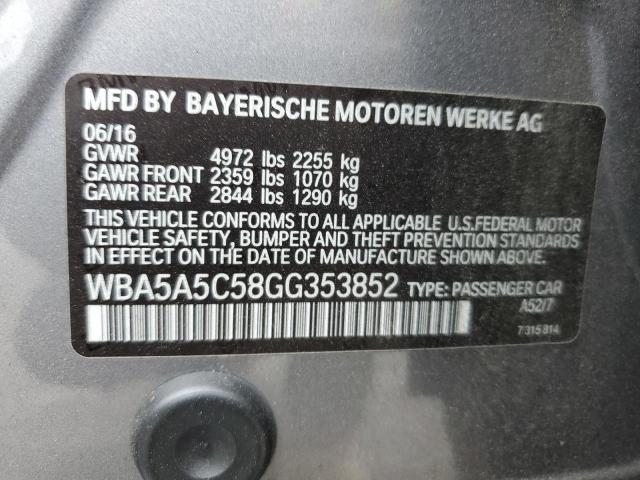 MFD BY BAYERISCHE MOTOREN WERKE AG
06/16
GVWR 4972 lbs 2255 kg
GAWR FRONT 2359 lbs 1070 kg
GAWR REAR 2844 lbs 1290 kg
THIS VEHICLE CONFORMS TO ALL APPLICABLE U.S.FEDERAL MOTOR
VEHICLE SAFETY, BUMPER AND THEFT PREVENTION STANDARDS
IN EFFECT ON THE DATE OF MANUFACTURE SHOWN ABOVE.
WBA5A5C58GG353852 TYPE: PASSENGER CAR
A52/7
7 315 814